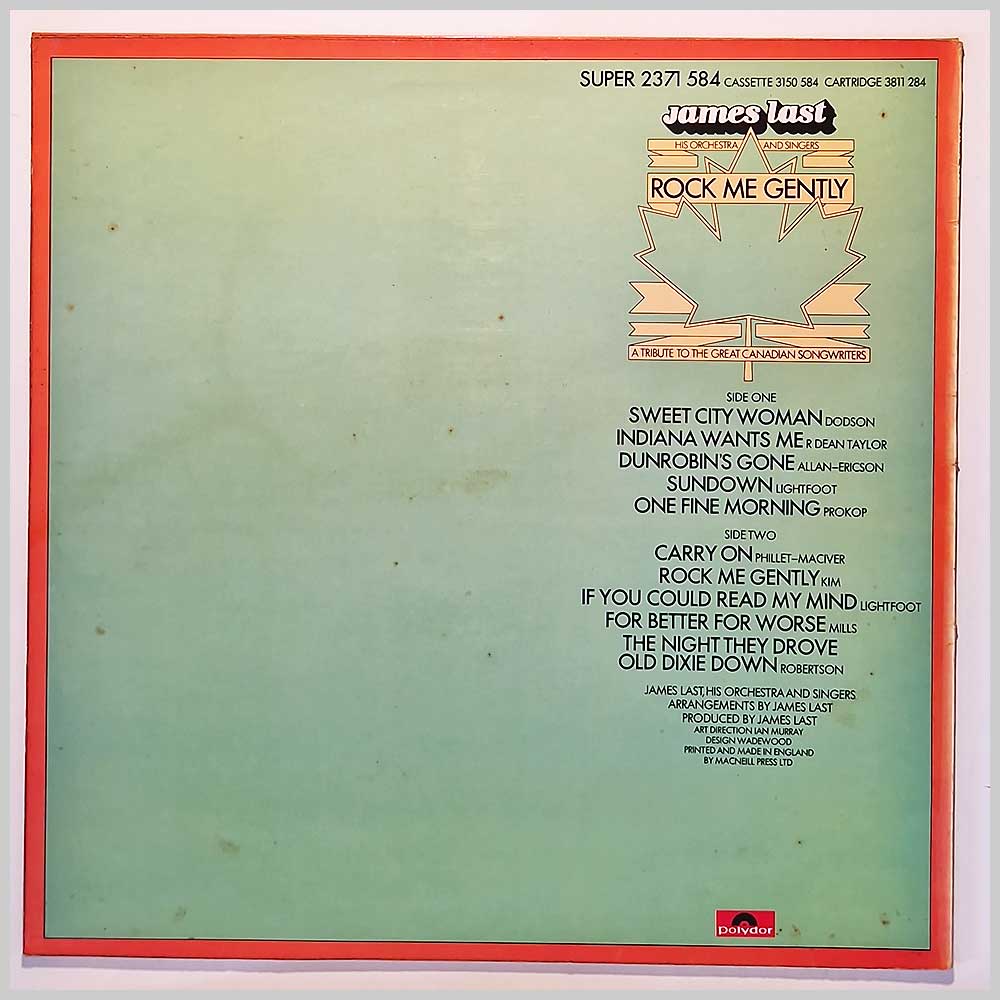 SUPER 2371 584 CASSETTE 3150 584 CARTRIDGE 3811 284
james last
HIS ORCHESTRA AND SINGERS
ROCK ME GENTLY
A TRIBUTE TO THE GREAT CANADIAN SONGWRITERS
SIDE ONE
SWEET CITY WOMAN DODSON
INDIANA WANTS ME R DEAN TAYLOR
DUNROBIN'S GONE ALLAN–ERICSON
SUNDOWN LIGHTFOOT
ONE FINE MORNING PROKOP
SIDE TWO
CARRY ON PHILLET–MACIVER
ROCK ME GENTLY KIM
IF YOU COULD READ MY MIND LIGHTFOOT
FOR BETTER FOR WORSE MILLS
THE NIGHT THEY DROVE
OLD DIXIE DOWN ROBERTSON
JAMES LAST, HIS ORCHESTRA AND SINGERS
ARRANGEMENTS BY JAMES LAST
PRODUCED BY JAMES LAST
ART DIRECTION IAN MURRAY
DESIGN WADEWOOD
PRINTED AND MADE IN ENGLAND
BY MACNEILL PRESS LTD
polydor